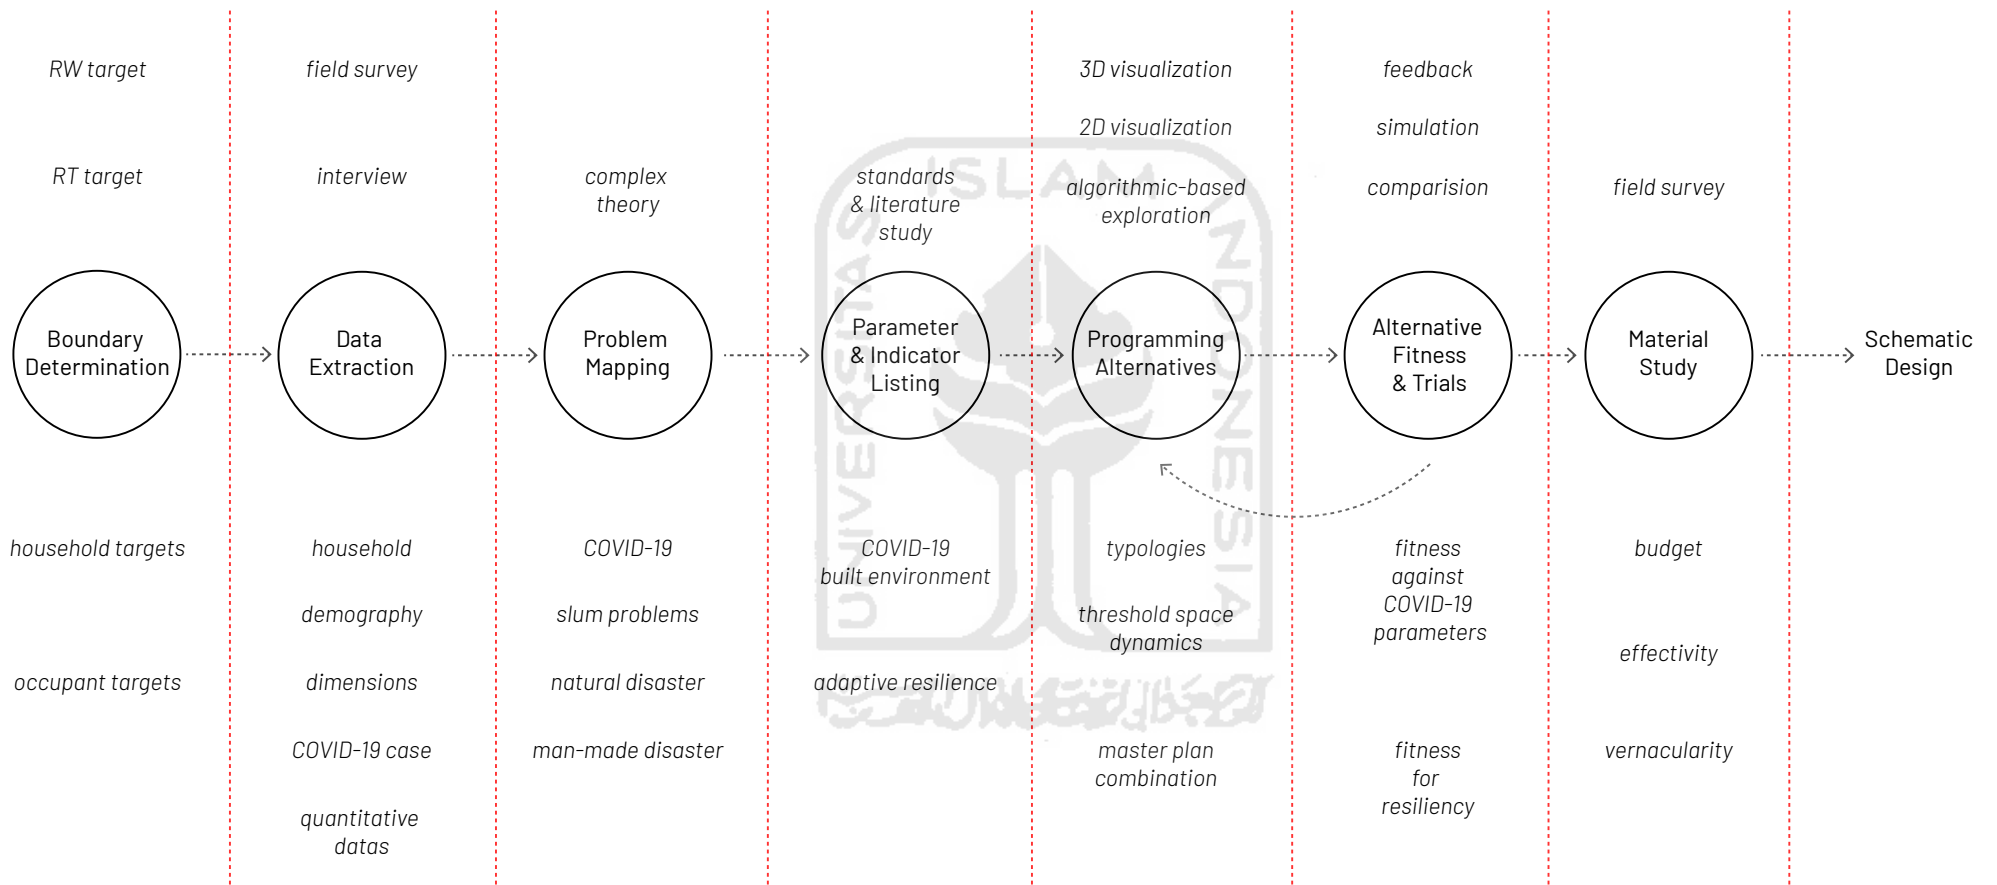 RW target
RT target
Boundary
Determination
household targets
occupant targets
field survey
interview
Data
Extraction
household
demography
dimensions
COVID-19 case
quantitative
datas
complex
theory
Problem
Mapping
COVID-19
slum problems
natural disaster
man-made disaster
standards
& literature
study
Parameter
& Indicator
Listing
COVID-19
built environment
adaptive resilience
3D visualization
2D visualization
algorithmic-based
exploration
Programming
Alternatives
typologies
threshold space
dynamics
master plan
combination
feedback
simulation
comparision
Alternative
Fitness
& Trials
fitness
against
COVID-19
parameters
fitness
for
resiliency
field survey
Material
Study
budget
effectivity
vernacularity
Schematic
Design
UNIVERSITAS
ISLAM
INDONESIA